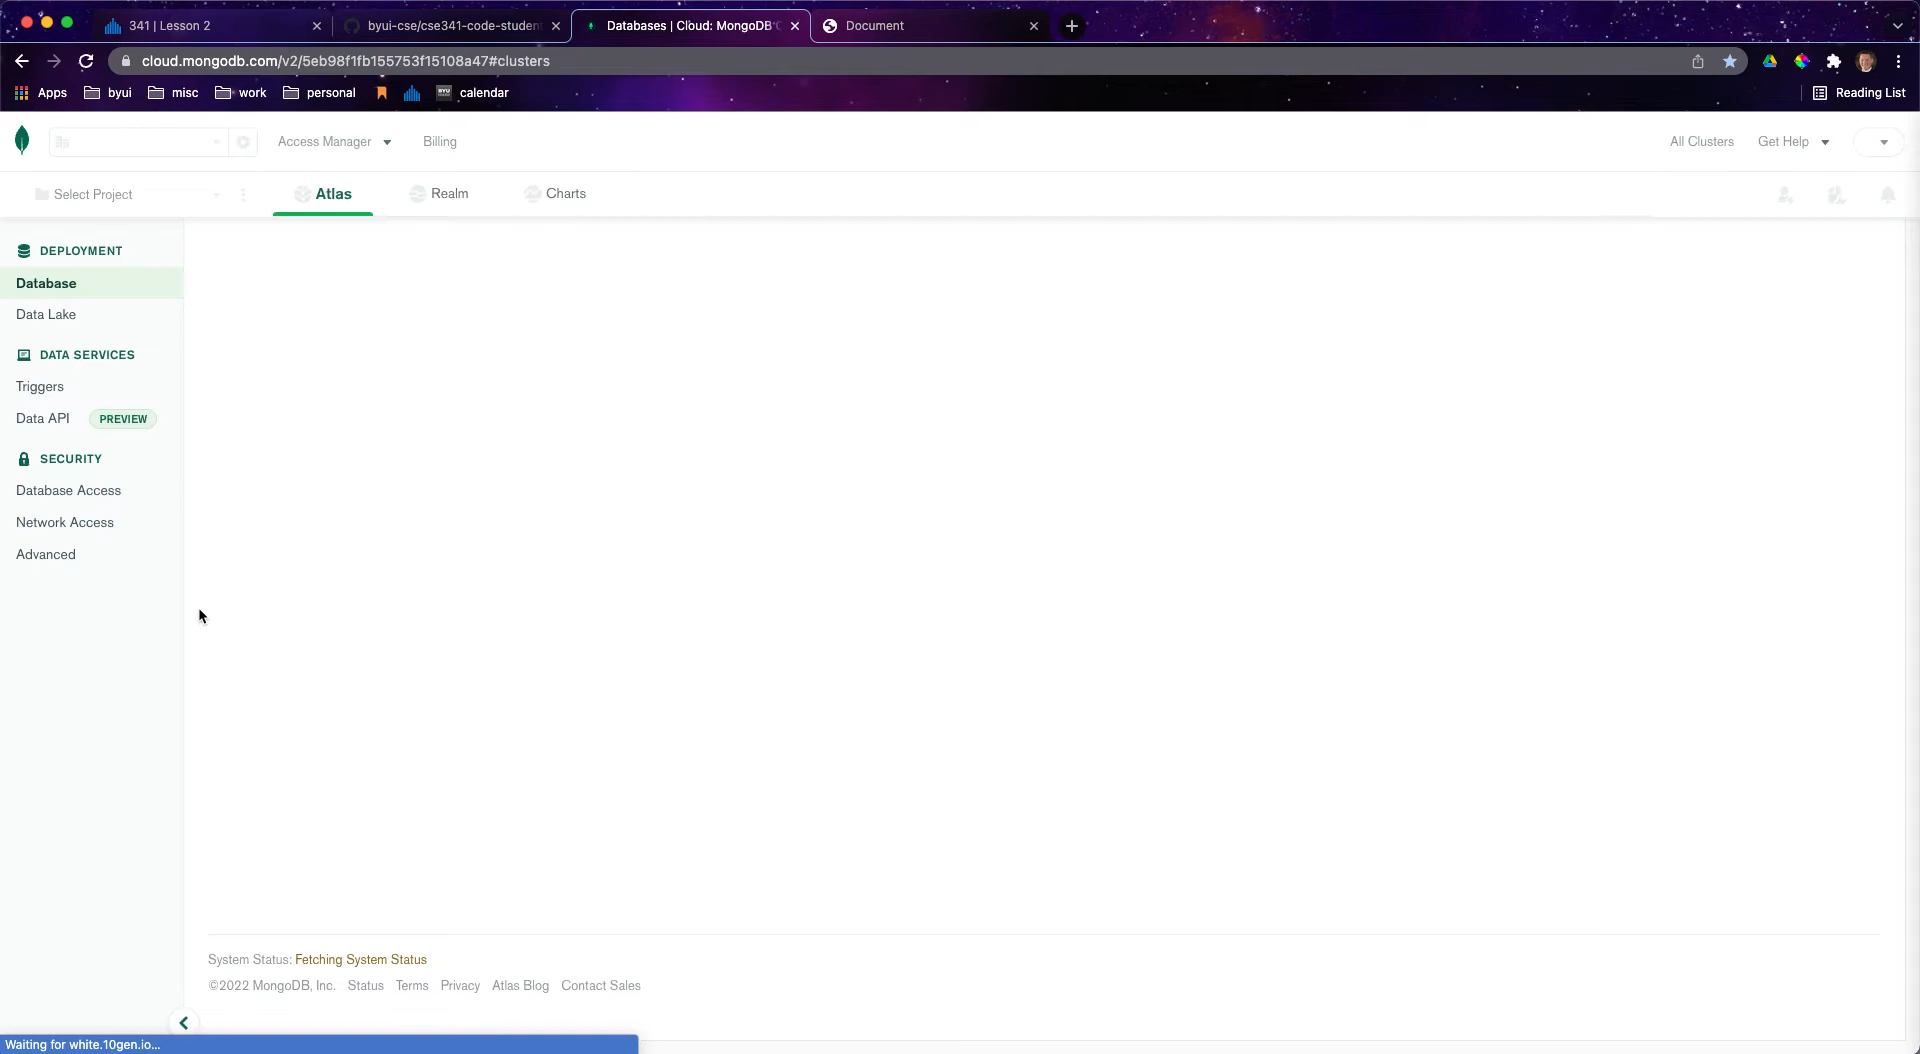 341 | Lesson 2
byui-cse/cse341-code-studen
Databases | Cloud: MongoDB C
Document
cloud.mongodb.com/v2/5eb98f1fb155753f15108a47#clusters
Apps
byui
misc
work
personal
calendar
Reading List
Access Manager
Billing
All Clusters
Get Help
Select Project
Atlas
Realm
Charts
DEPLOYMENT
Database
Data Lake
DATA SERVICES
Triggers
Data API PREVIEW
SECURITY
Database Access
Network Access
Advanced
System Status: Fetching System Status
©2022 MongoDB, Inc. Status Terms Privacy Atlas Blog Contact Sales
Waiting for white.10gen.io...